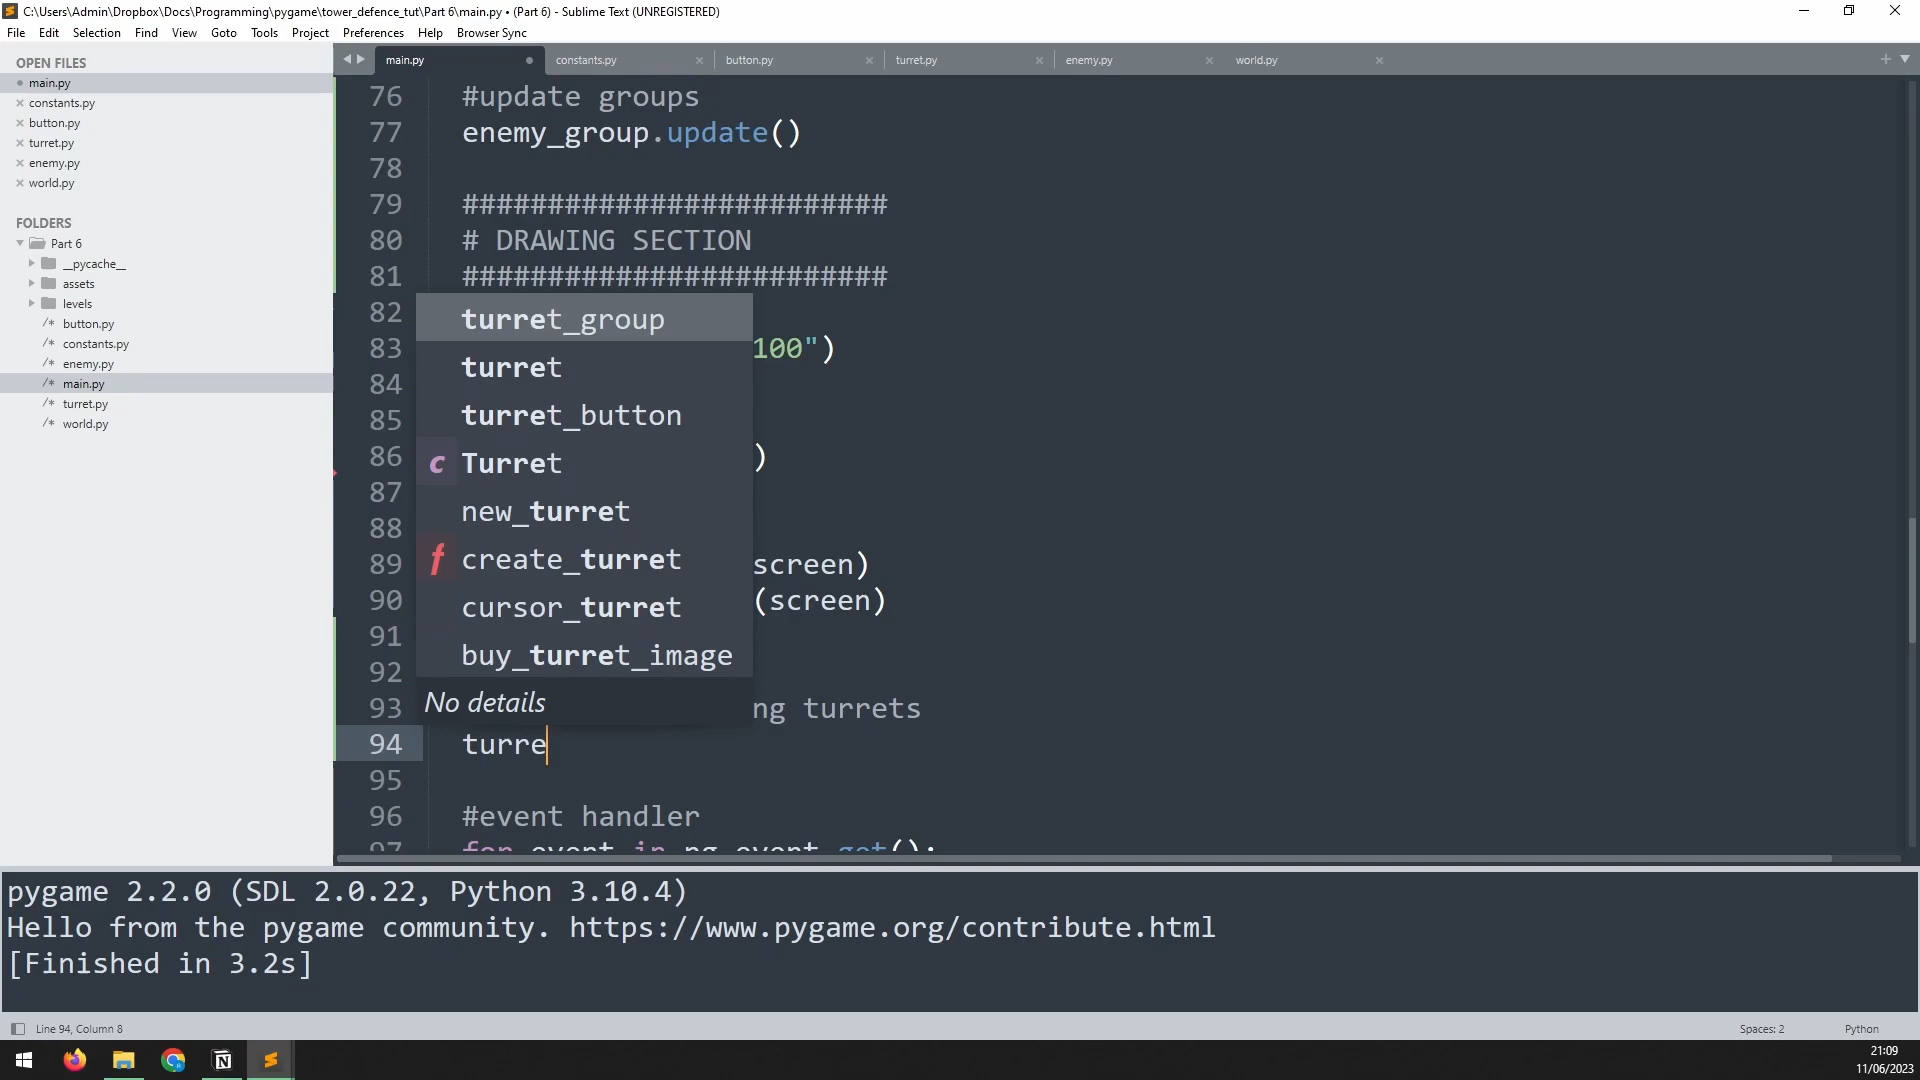 C:\Users\Admin\Dropbox\Docs\Programming\pygame\tower_defence_tut\Part 6\main.py • (Part 6) - Sublime Text (UNREGISTERED)
File Edit Selection Find View Goto Tools Project Preferences Help Browser Sync
OPEN FILES
main.py
constants.py
button.py
turret.py
enemy.py
world.py
FOLDERS
Part 6
__pycache__
assets
levels
button.py
constants.py
enemy.py
main.py
turret.py
world.py
main.py constants.py button.py turret.py enemy.py world.py
76 #update groups
77 enemy_group.update()
78
79 #########################
80 # DRAWING SECTION
81 #########################
82
83 100")
84
85
86 )
87
88
89 screen)
90 (screen)
91
92
93 ng turrets
94 turre
95
96 #event handler
97 for event in pg.event.get():
turret_group
turret
turret_button
c Turret
new_turret
f create_turret
cursor_turret
buy_turret_image
No details
pygame 2.2.0 (SDL 2.0.22, Python 3.10.4)
Hello from the pygame community. https://www.pygame.org/contribute.html
[Finished in 3.2s]
Line 94, Column 8
Spaces: 2
Python
21:09
11/06/2023